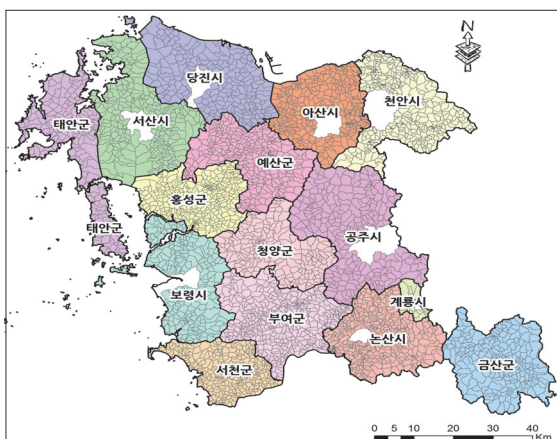 N
당진시
아산시
천안시
태안군
서산시
예산군
홍성군
태안군
청양군
공주시
보령시
계룡시
부여군
논산시
금산군
서천군
0 5 10 20 30 40
Km